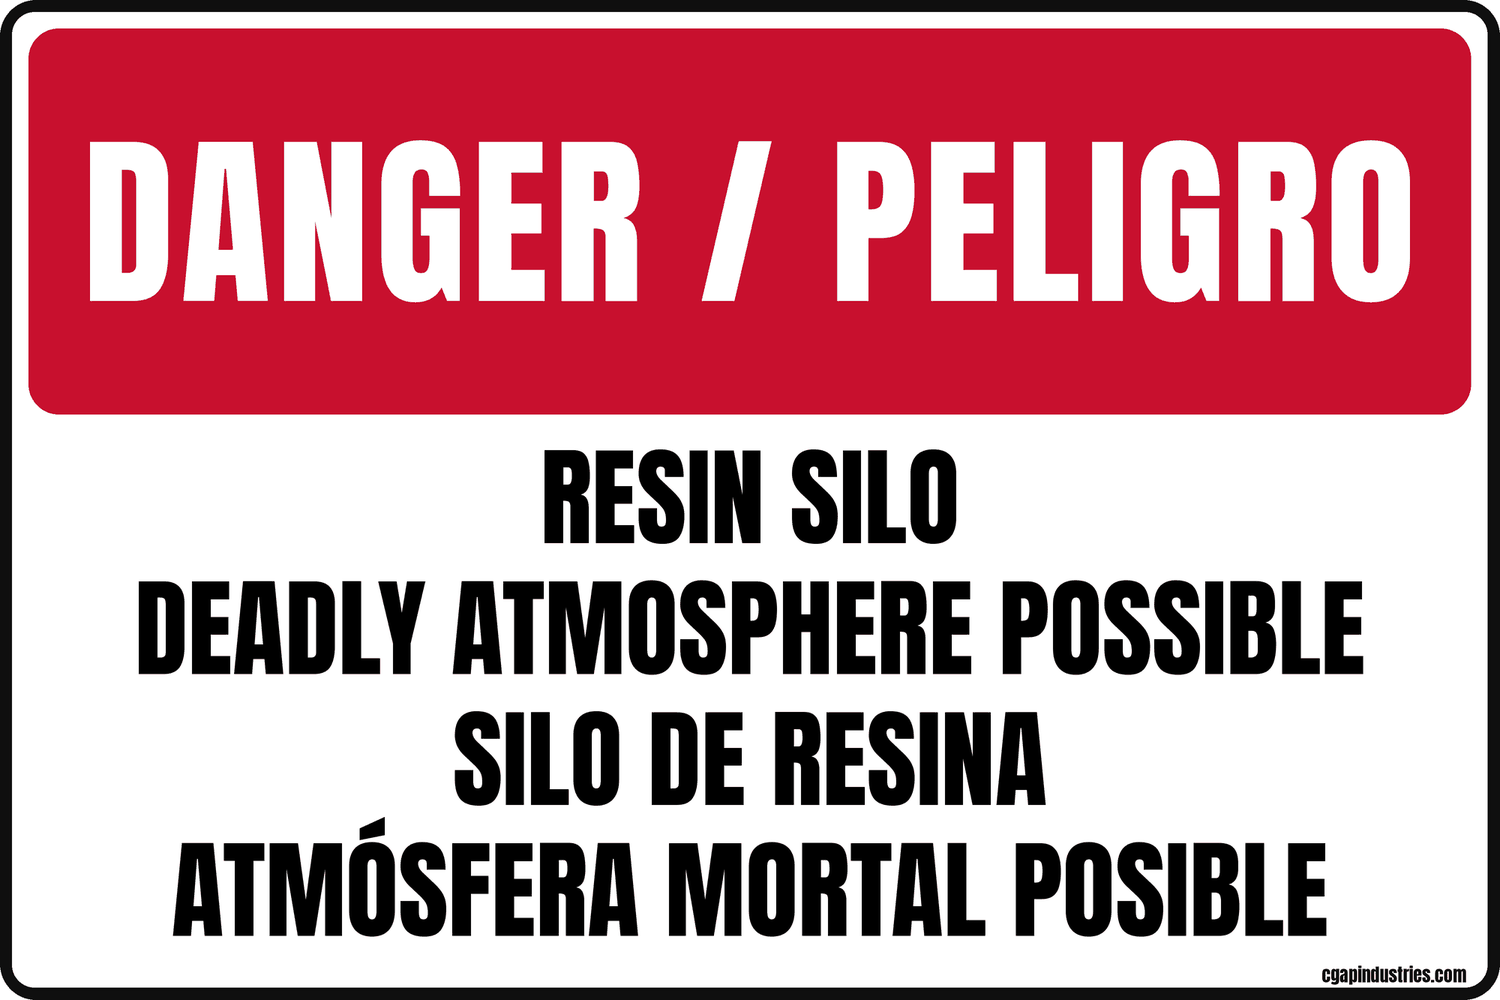 DANGER / PELIGRO
RESIN SILO
DEADLY ATMOSPHERE POSSIBLE
SILO DE RESINA
ATMÓSFERA MORTAL POSIBLE
cgapindustries.com